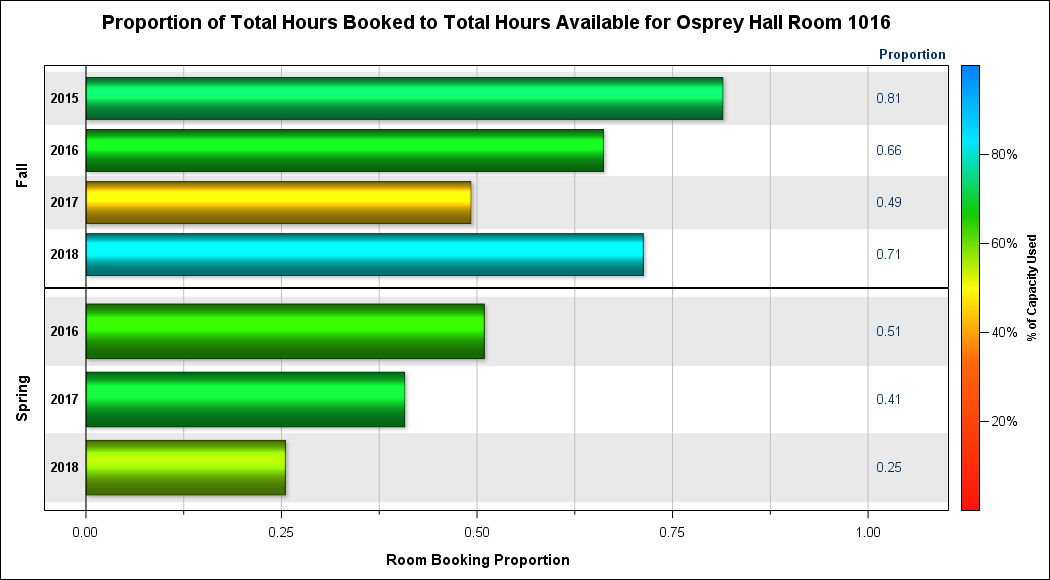 Proportion of Total Hours Booked to Total Hours Available for Osprey Hall Room 1016
Proportion
Fall
2015 0.81
2016 0.66
2017 0.49
2018 0.71
Spring
2016 0.51
2017 0.41
2018 0.25
0.00 0.25 0.50 0.75 1.00
Room Booking Proportion
80%
60%
40%
20%
% of Capacity Used